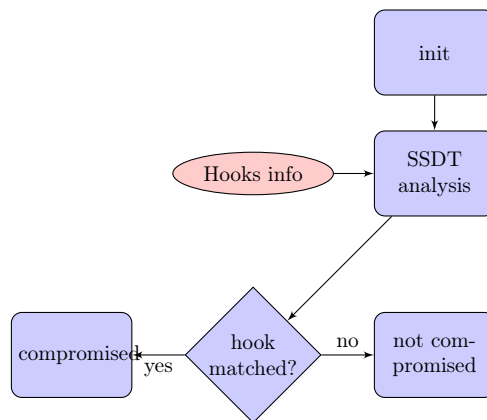 init
SSDT
analysis
Hooks info
compromised
yes
hook
matched?
no
not com-
promised